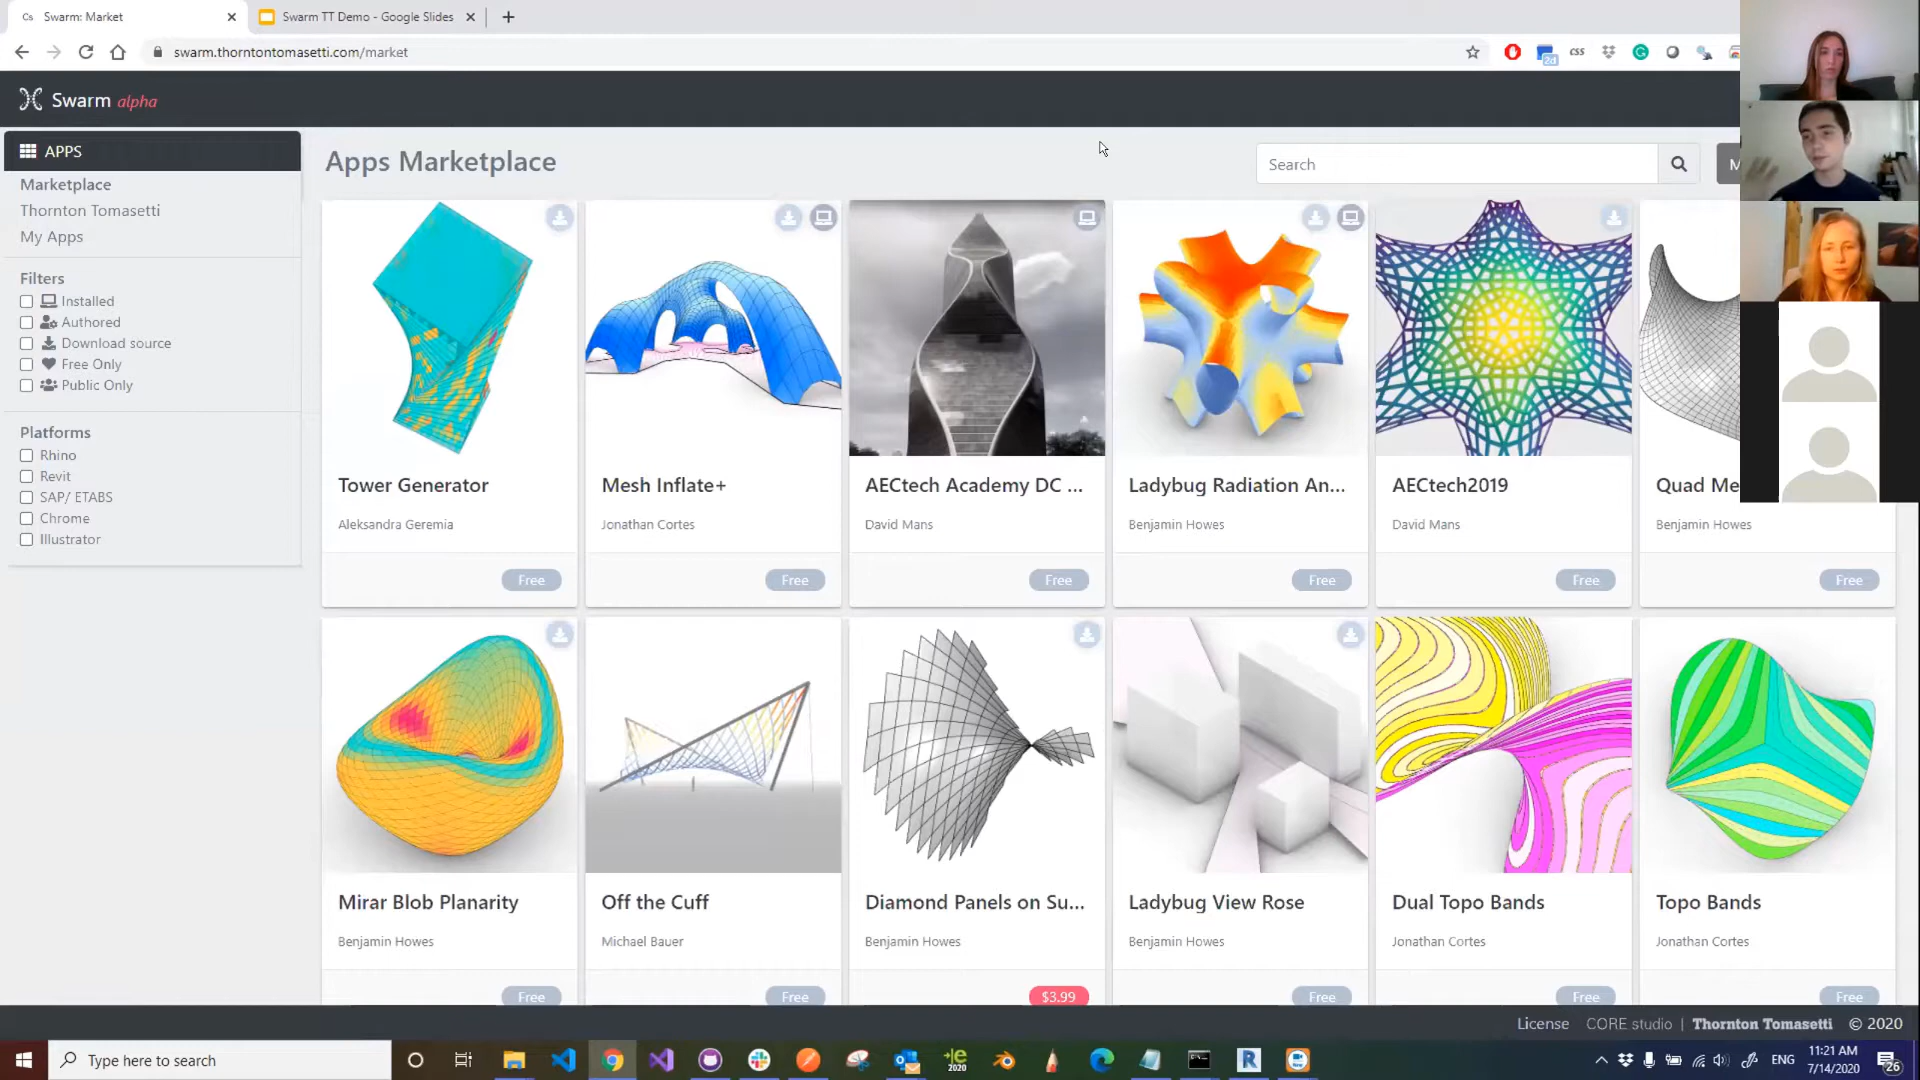 Cs Swarm: Market
Swarm TT Demo - Google Slides
swarm.thorntontomasetti.com/market
css
2d
Swarm alpha
APPS
Marketplace
Thornton Tomasetti
My Apps
Filters
Installed
Authored
Download source
Free Only
Public Only
Platforms
Rhino
Revit
SAP/ ETABS
Chrome
Illustrator
Apps Marketplace
Search
M
Tower Generator
Aleksandra Geremia
Free
Mesh Inflate+
Jonathan Cortes
Free
AECtech Academy DC ...
David Mans
Free
Ladybug Radiation An...
Benjamin Howes
Free
AECtech2019
David Mans
Free
Quad Me
Benjamin Howes
Free
Mirar Blob Planarity
Benjamin Howes
Free
Off the Cuff
Michael Bauer
Free
Diamond Panels on Su...
Benjamin Howes
$3.99
Ladybug View Rose
Benjamin Howes
Free
Dual Topo Bands
Jonathan Cortes
Free
Topo Bands
Jonathan Cortes
Free
License CORE studio | Thornton Tomasetti © 2020
Type here to search
2020
R
ENG
11:21 AM
7/14/2020
26